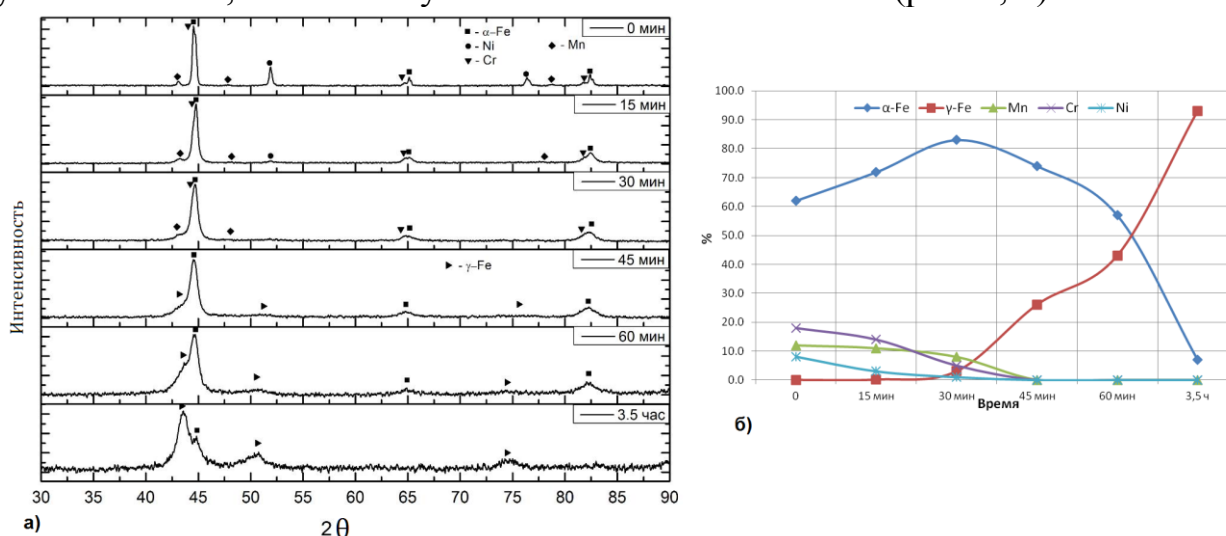 0 мин
- α-Fe
- Ni
- Mn
- Cr
15 мин
30 мин
45 мин
- γ-Fe
60 мин
3.5 час
Интенсивность
30 35 40 45 50 55 60 65 70 75 80 85 90
а)
2θ
α-Fe γ-Fe Mn Cr Ni
100.0
90.0
80.0
70.0
60.0
50.0
40.0
30.0
20.0
10.0
0.0
%
0 15 мин 30 мин 45 мин 60 мин 3,5 ч
Время
б)